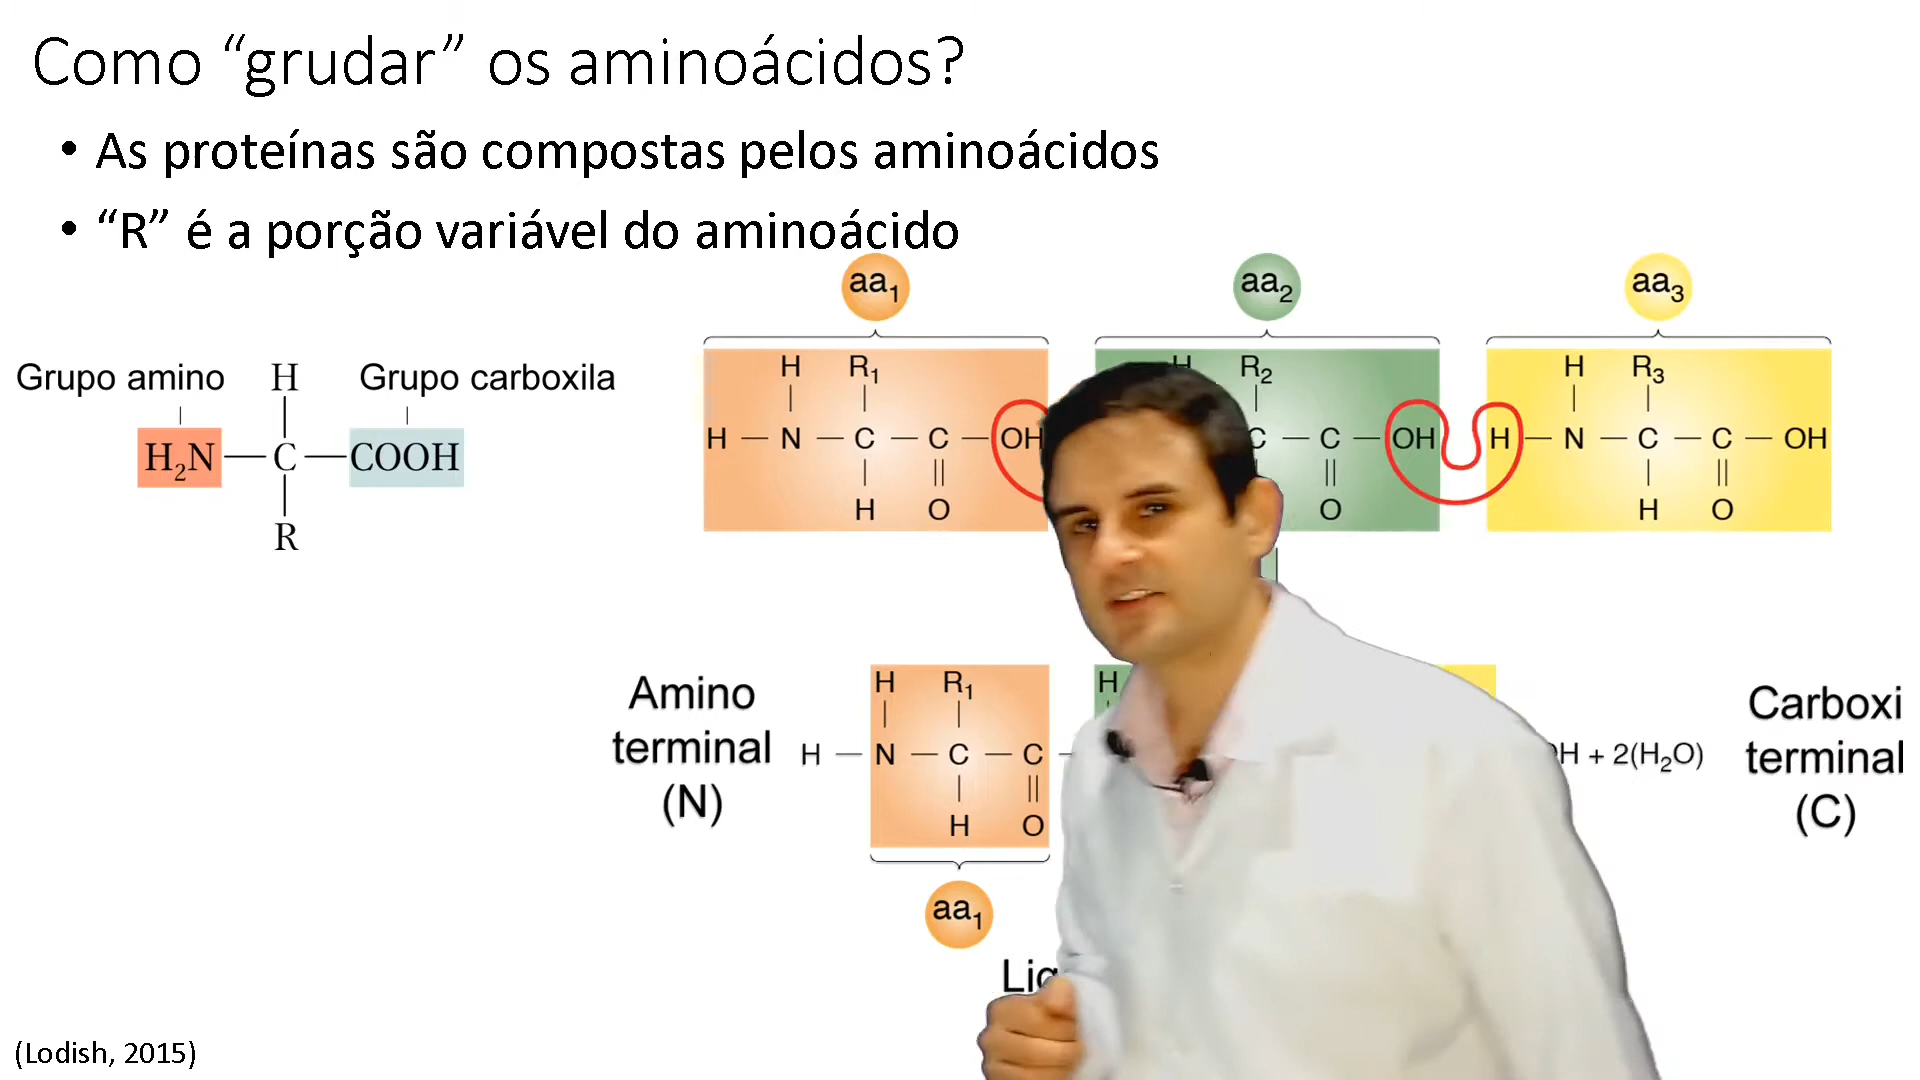 Como “grudar” os aminoácidos?
• As proteínas são compostas pelos aminoácidos
• “R” é a porção variável do aminoácido
aa1 aa2 aa3
Grupo amino H Grupo carboxila
H2N — C — COOH
R
H R1 H R2 H R3
H — N — C — C — OH C — C — OH H — N — C — C — OH
H O O H O
Amino terminal (N)
H R1 H
H — N — C — C —
H O
H + 2(H2O)
Carboxi terminal (C)
aa1
(Lodish, 2015)